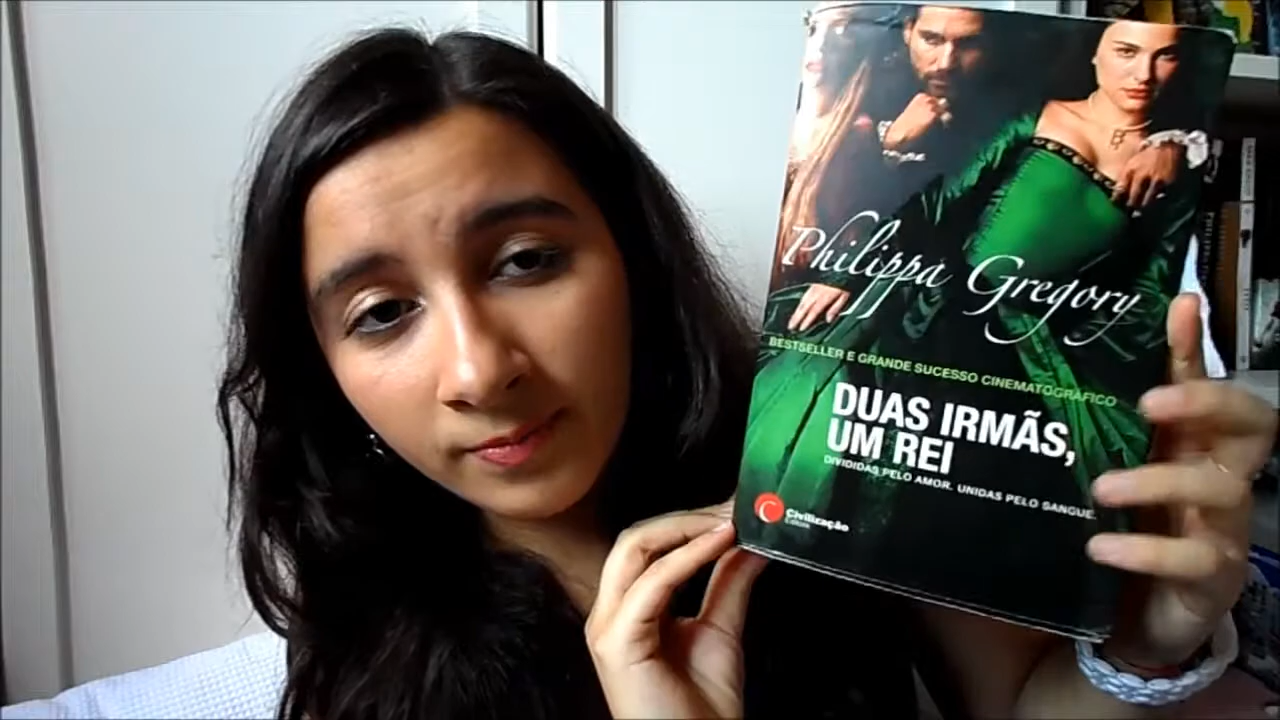 Philippa Gregory
BESTSELLER E GRANDE SUCESSO CINEMATOGRÁFICO
DUAS IRMÃS,
UM REI
DIVIDIDAS PELO AMOR. UNIDAS PELO SANGUE.
C Civilização
Editora